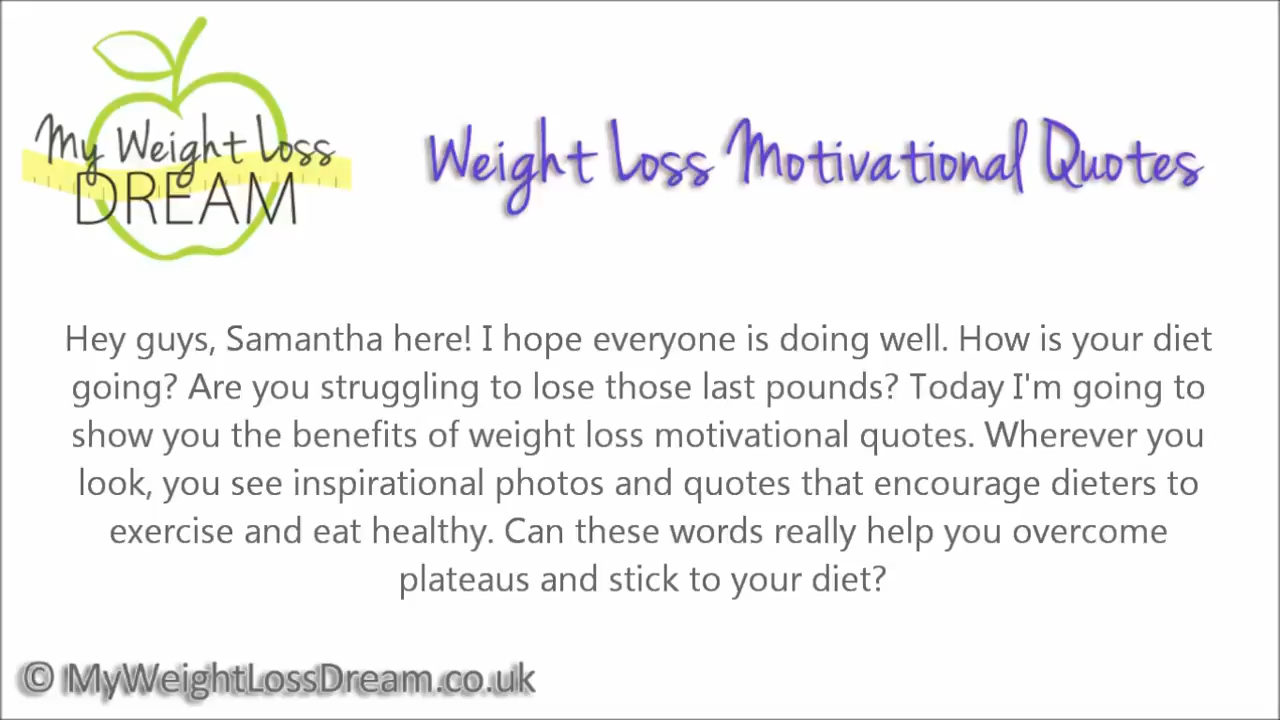 My Weight Loss
DREAM
Weight Loss Motivational Quotes
Hey guys, Samantha here! I hope everyone is doing well. How is your diet
going? Are you struggling to lose those last pounds? Today I'm going to
show you the benefits of weight loss motivational quotes. Wherever you
look, you see inspirational photos and quotes that encourage dieters to
exercise and eat healthy. Can these words really help you overcome
plateaus and stick to your diet?
© MyWeightLossDream.co.uk